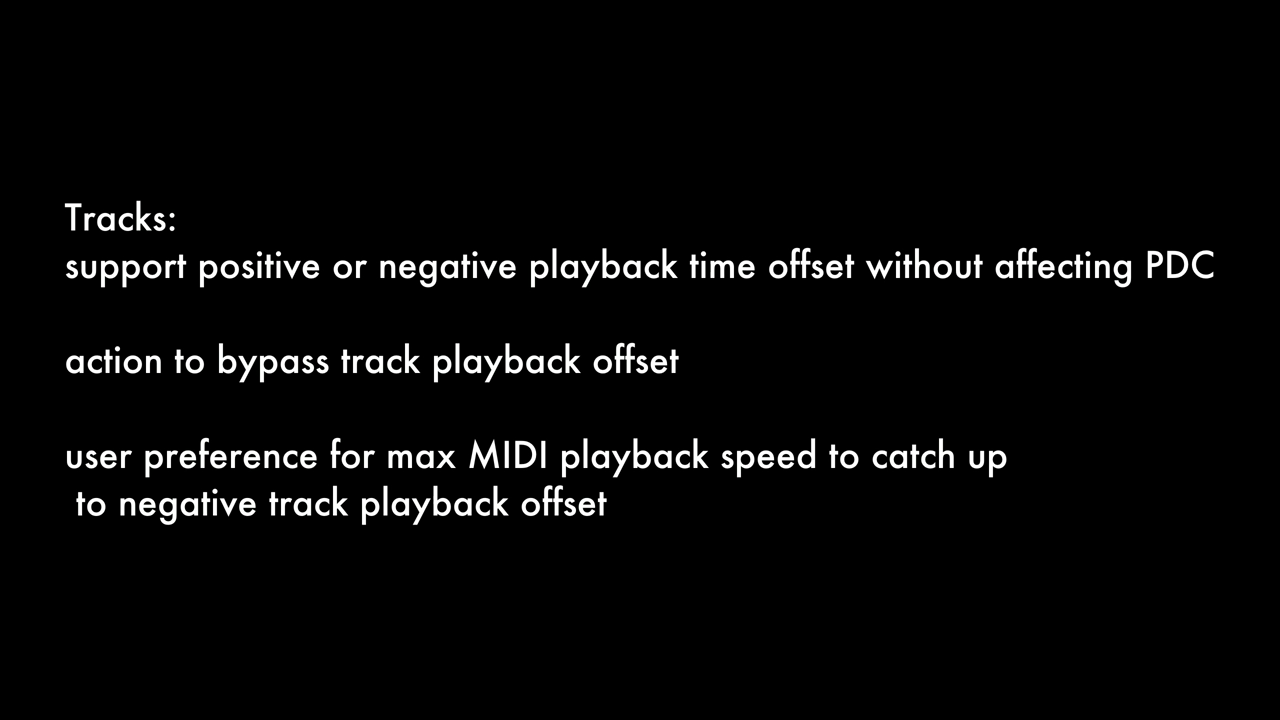 Tracks:
support positive or negative playback time offset without affecting PDC
action to bypass track playback offset
user preference for max MIDI playback speed to catch up
to negative track playback offset